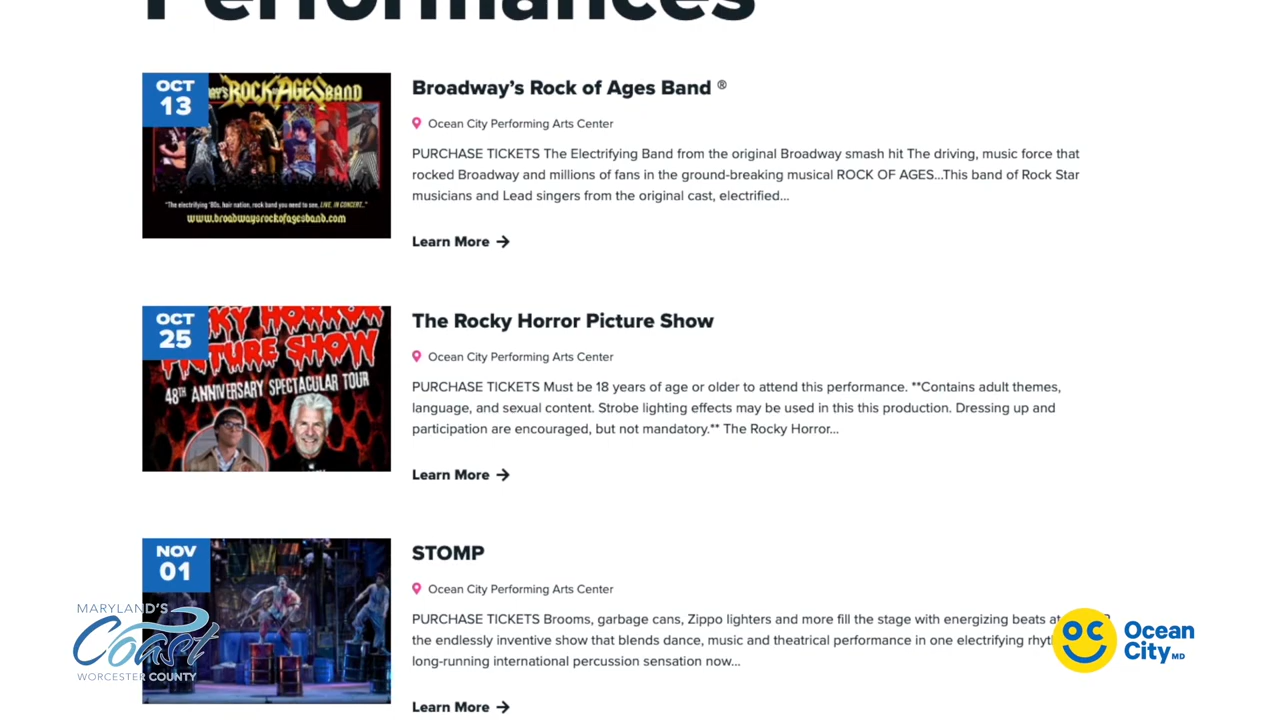 Performances
OCT
13
ROCK OF AGES BAND
"The electrifying '80s, hair nation, rock band you need to see, LIVE, IN CONCERT..."
www.broadwaysrockofagesband.com
Broadway's Rock of Ages Band ®
Ocean City Performing Arts Center
PURCHASE TICKETS The Electrifying Band from the original Broadway smash hit The driving, music force that
rocked Broadway and millions of fans in the ground-breaking musical ROCK OF AGES...This band of Rock Star
musicians and Lead singers from the original cast, electrified...
Learn More →
OCT
25
KY HORROR
PICTURE SHOW
48TH ANNIVERSARY SPECTACULAR TOUR
The Rocky Horror Picture Show
Ocean City Performing Arts Center
PURCHASE TICKETS Must be 18 years of age or older to attend this performance. **Contains adult themes,
language, and sexual content. Strobe lighting effects may be used in this this production. Dressing up and
participation are encouraged, but not mandatory.** The Rocky Horror...
Learn More →
NOV
01
STOMP
Ocean City Performing Arts Center
PURCHASE TICKETS Brooms, garbage cans, Zippo lighters and more fill the stage with energizing beats at
the endlessly inventive show that blends dance, music and theatrical performance in one electrifying
long-running international percussion sensation now...
Learn More →
MARYLAND'S
Coast
WORCESTER COUNTY
OC
Ocean
City MD